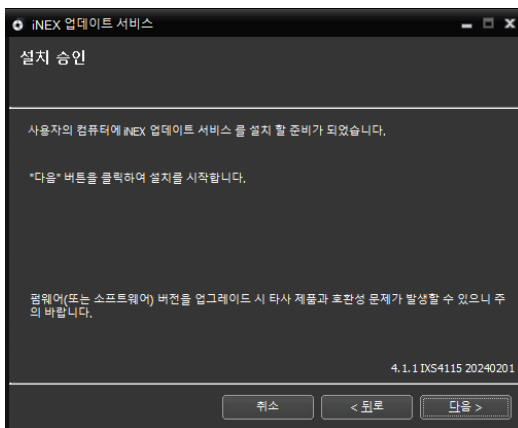 iNEX 업데이트 서비스
설치 승인
사용자의 컴퓨터에 iNEX 업데이트 서비스 를 설치 할 준비가 되었습니다.
"다음" 버튼을 클릭하여 설치를 시작합니다.
펌웨어(또는 소프트웨어) 버전을 업그레이드 시 타사 제품과 호환성 문제가 발생할 수 있으니 주
의 바랍니다.
4.1.1 IXS4115 20240201
취소 < 뒤로 다음 >